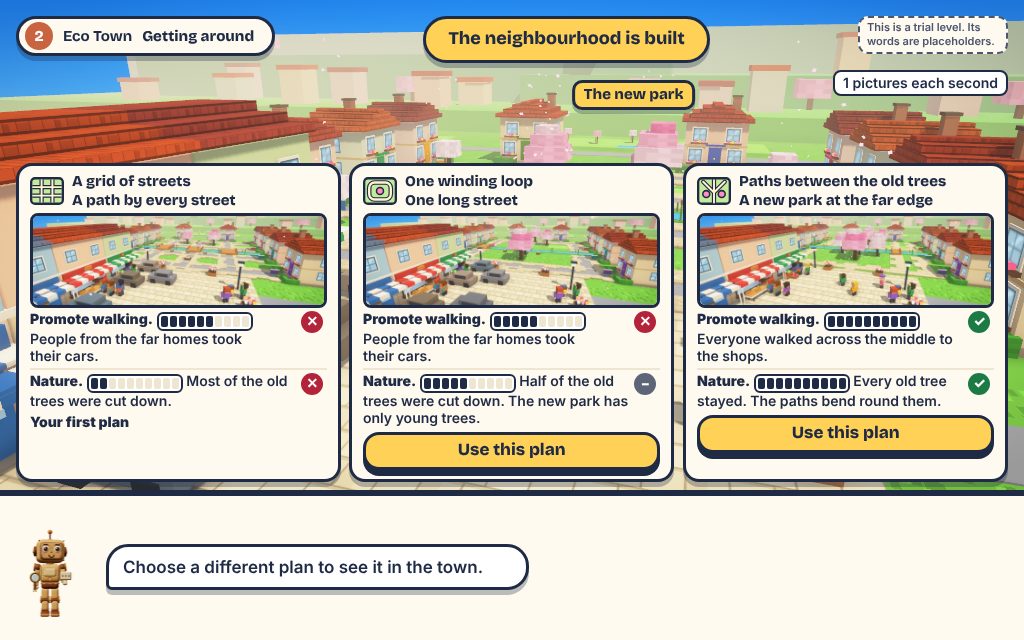 2 Eco Town Getting around
The neighbourhood is built
This is a trial level. Its
words are placeholders.
1 pictures each second
The new park
A grid of streets
A path by every street
Promote walking.
People from the far homes took
their cars.
Nature. Most of the old
trees were cut down.
Your first plan
One winding loop
One long street
Promote walking.
People from the far homes took
their cars.
Nature. Half of the old
trees were cut down. The new park has
only young trees.
Use this plan
Paths between the old trees
A new park at the far edge
Promote walking.
Everyone walked across the middle to
the shops.
Nature. Every old tree
stayed. The paths bend round them.
Use this plan
Choose a different plan to see it in the town.